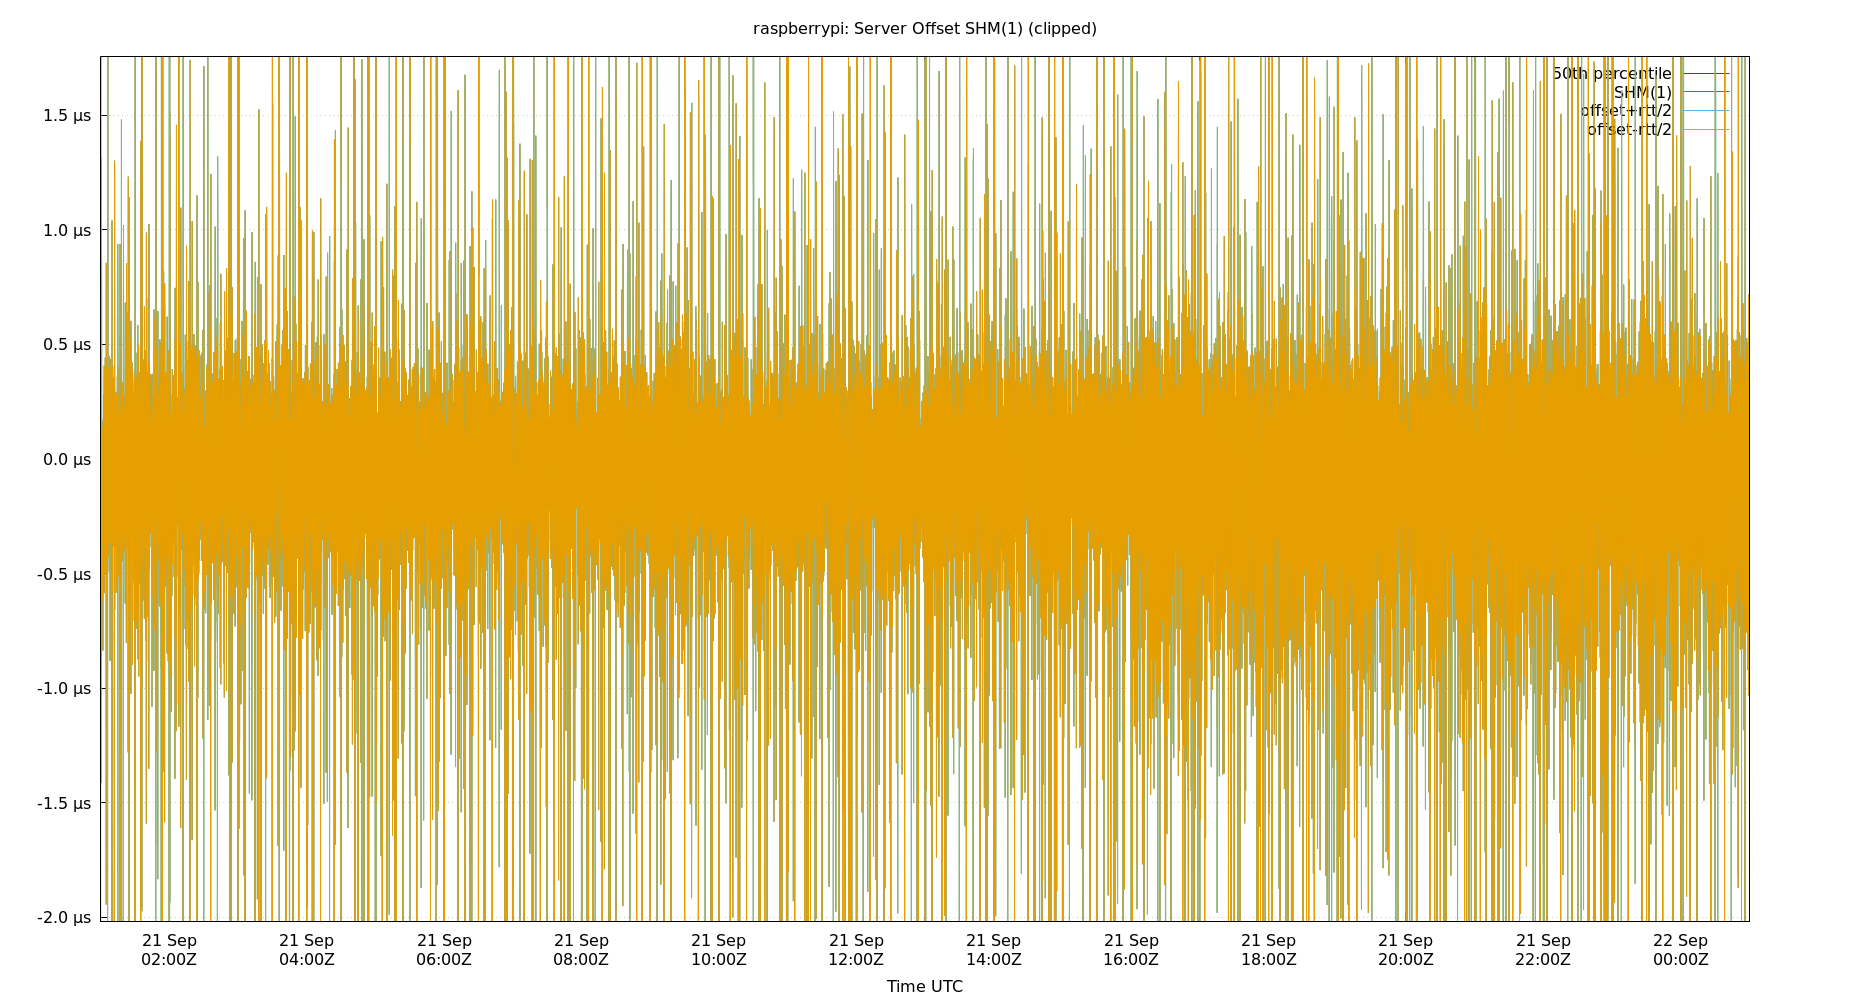 raspberrypi: Server Offset SHM(1) (clipped)
50th percentile
SHM(1)
offset+rtt/2
offset-rtt/2
1.5 µs
1.0 µs
0.5 µs
0.0 µs
-0.5 µs
-1.0 µs
-1.5 µs
-2.0 µs
21 Sep 21 Sep 21 Sep 21 Sep 21 Sep 21 Sep 21 Sep 21 Sep 21 Sep 21 Sep 21 Sep 22 Sep
02:00Z 04:00Z 06:00Z 08:00Z 10:00Z 12:00Z 14:00Z 16:00Z 18:00Z 20:00Z 22:00Z 00:00Z
Time UTC